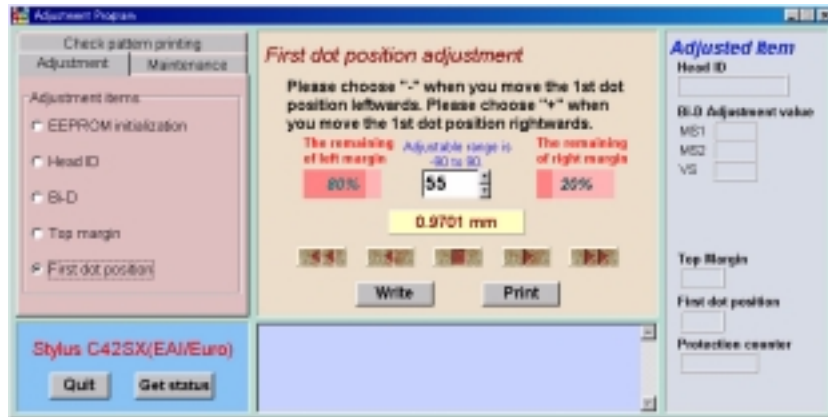 Adjustment Program
Check pattern printing
Adjustment
Maintenance
Adjustment items
EEPROM initialization
Head ID
Bi-D
Top margin
First dot position
Stylus C42SX(EAI/Euro)
Quit
Get status
First dot position adjustment
Please choose "-" when you move the 1st dot
position leftwards. Please choose "+" when
you move the 1st dot position rightwards.
The remaining
of left margin
80%
Adjustable range is
-90 to 90.
55
The remaining
of right margin
20%
0.9701 mm
Write
Print
Adjusted Item
Head ID
Bi-D Adjustment value
MS1
MS2
VS
Top Margin
First dot position
Protection counter